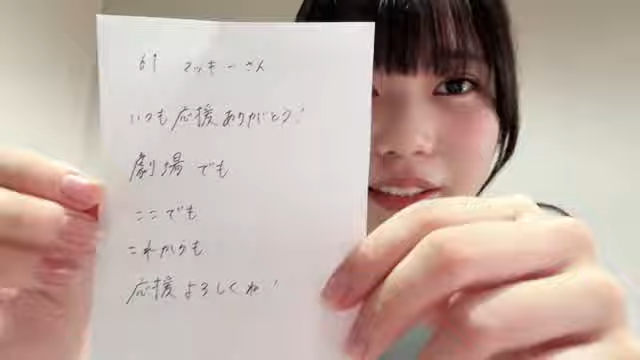 61 マッキーさん
いつも応援ありがとう!
劇場でも
ここでも
これからも
応援よろしくね!